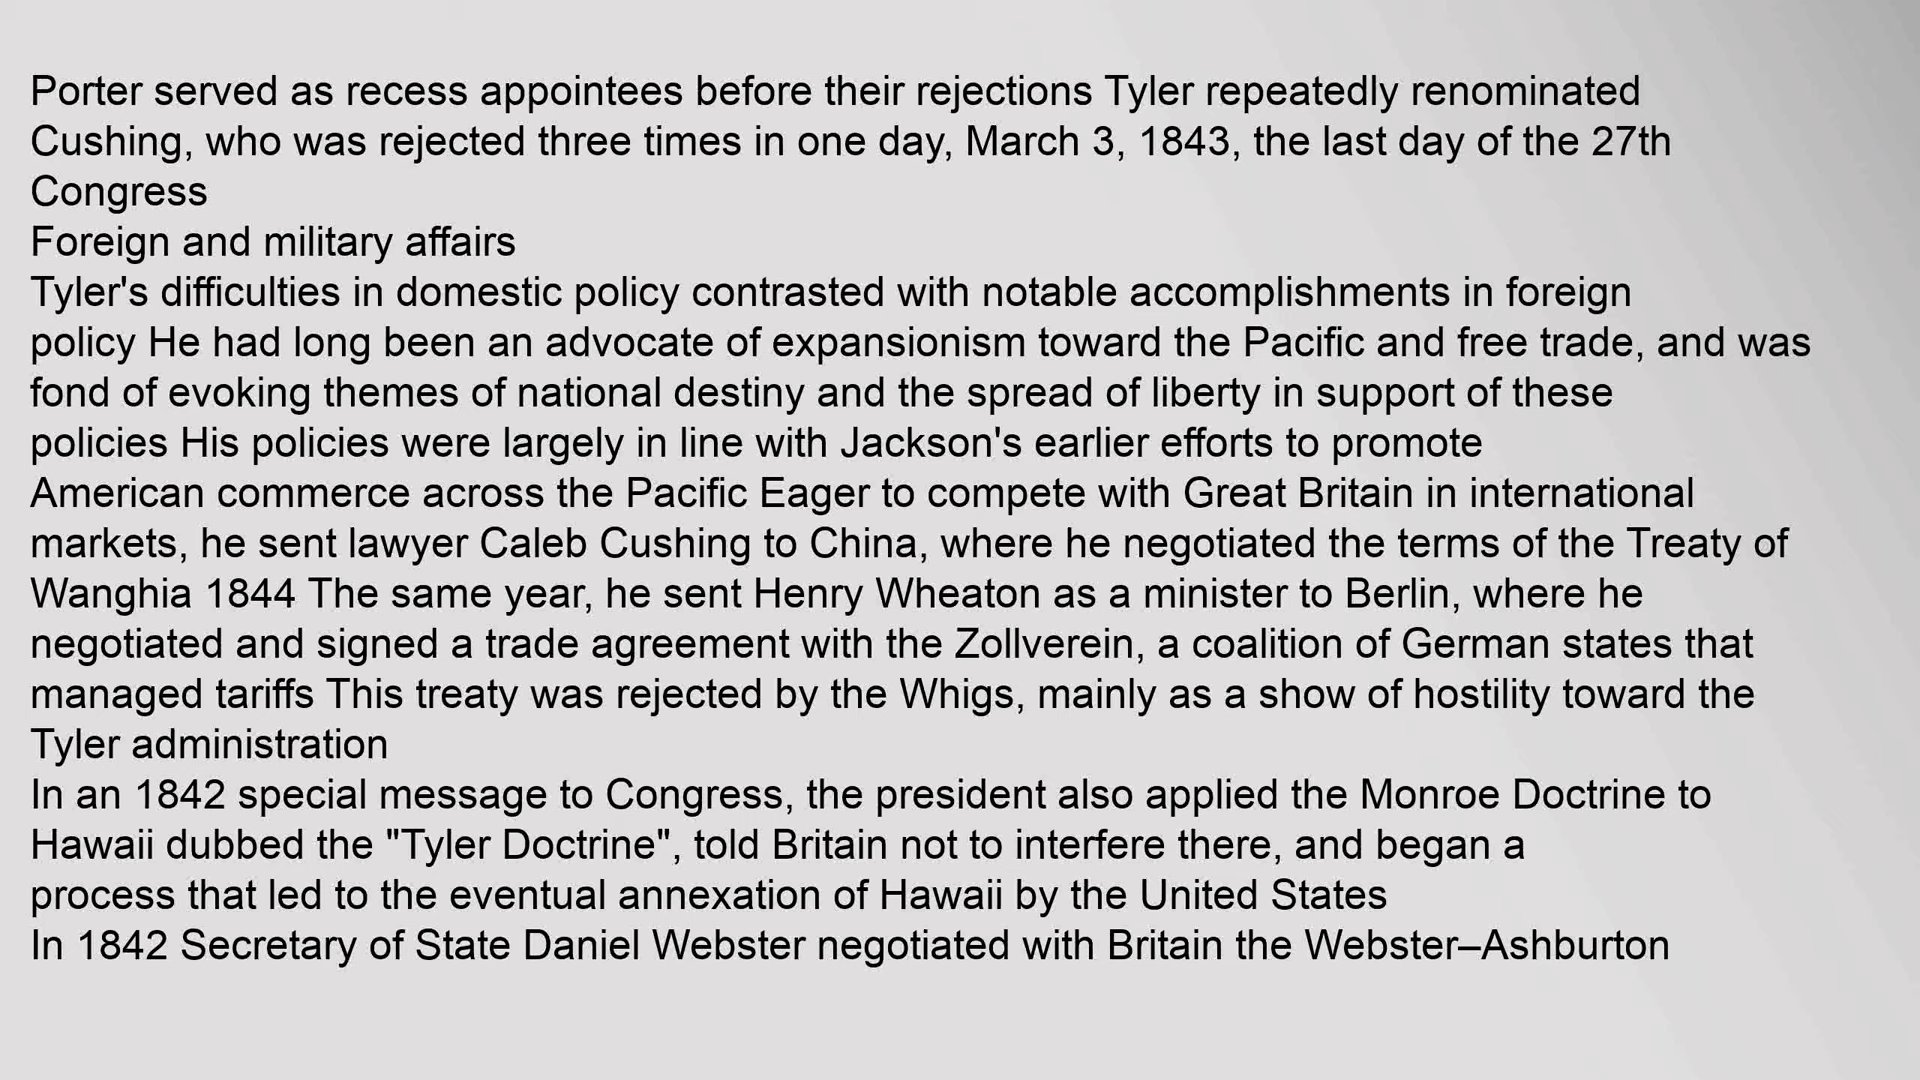 Porter served as recess appointees before their rejections Tyler repeatedly renominated
Cushing, who was rejected three times in one day, March 3, 1843, the last day of the 27th
Congress
Foreign and military affairs
Tyler's difficulties in domestic policy contrasted with notable accomplishments in foreign
policy He had long been an advocate of expansionism toward the Pacific and free trade, and was
fond of evoking themes of national destiny and the spread of liberty in support of these
policies His policies were largely in line with Jackson's earlier efforts to promote
American commerce across the Pacific Eager to compete with Great Britain in international
markets, he sent lawyer Caleb Cushing to China, where he negotiated the terms of the Treaty of
Wanghia 1844 The same year, he sent Henry Wheaton as a minister to Berlin, where he
negotiated and signed a trade agreement with the Zollverein, a coalition of German states that
managed tariffs This treaty was rejected by the Whigs, mainly as a show of hostility toward the
Tyler administration
In an 1842 special message to Congress, the president also applied the Monroe Doctrine to
Hawaii dubbed the "Tyler Doctrine", told Britain not to interfere there, and began a
process that led to the eventual annexation of Hawaii by the United States
In 1842 Secretary of State Daniel Webster negotiated with Britain the Webster–Ashburton